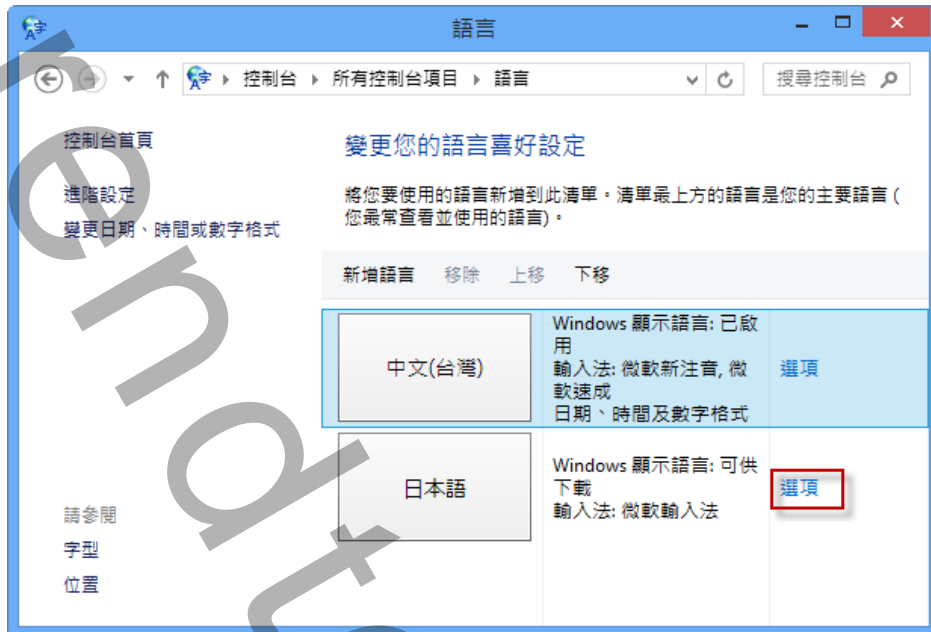 語言
控制台 ▸ 所有控制台項目 ▸ 語言
搜尋控制台
控制台首頁
進階設定
變更日期、時間或數字格式
變更您的語言喜好設定
將您要使用的語言新增到此清單。清單最上方的語言是您的主要語言 (
您最常查看並使用的語言)。
新增語言 移除 上移 下移
中文(台灣)
Windows 顯示語言: 已啟
用
輸入法: 微軟新注音, 微
軟速成
日期、時間及數字格式
選項
日本語
Windows 顯示語言: 可供
下載
輸入法: 微軟輸入法
選項
請參閱
字型
位置